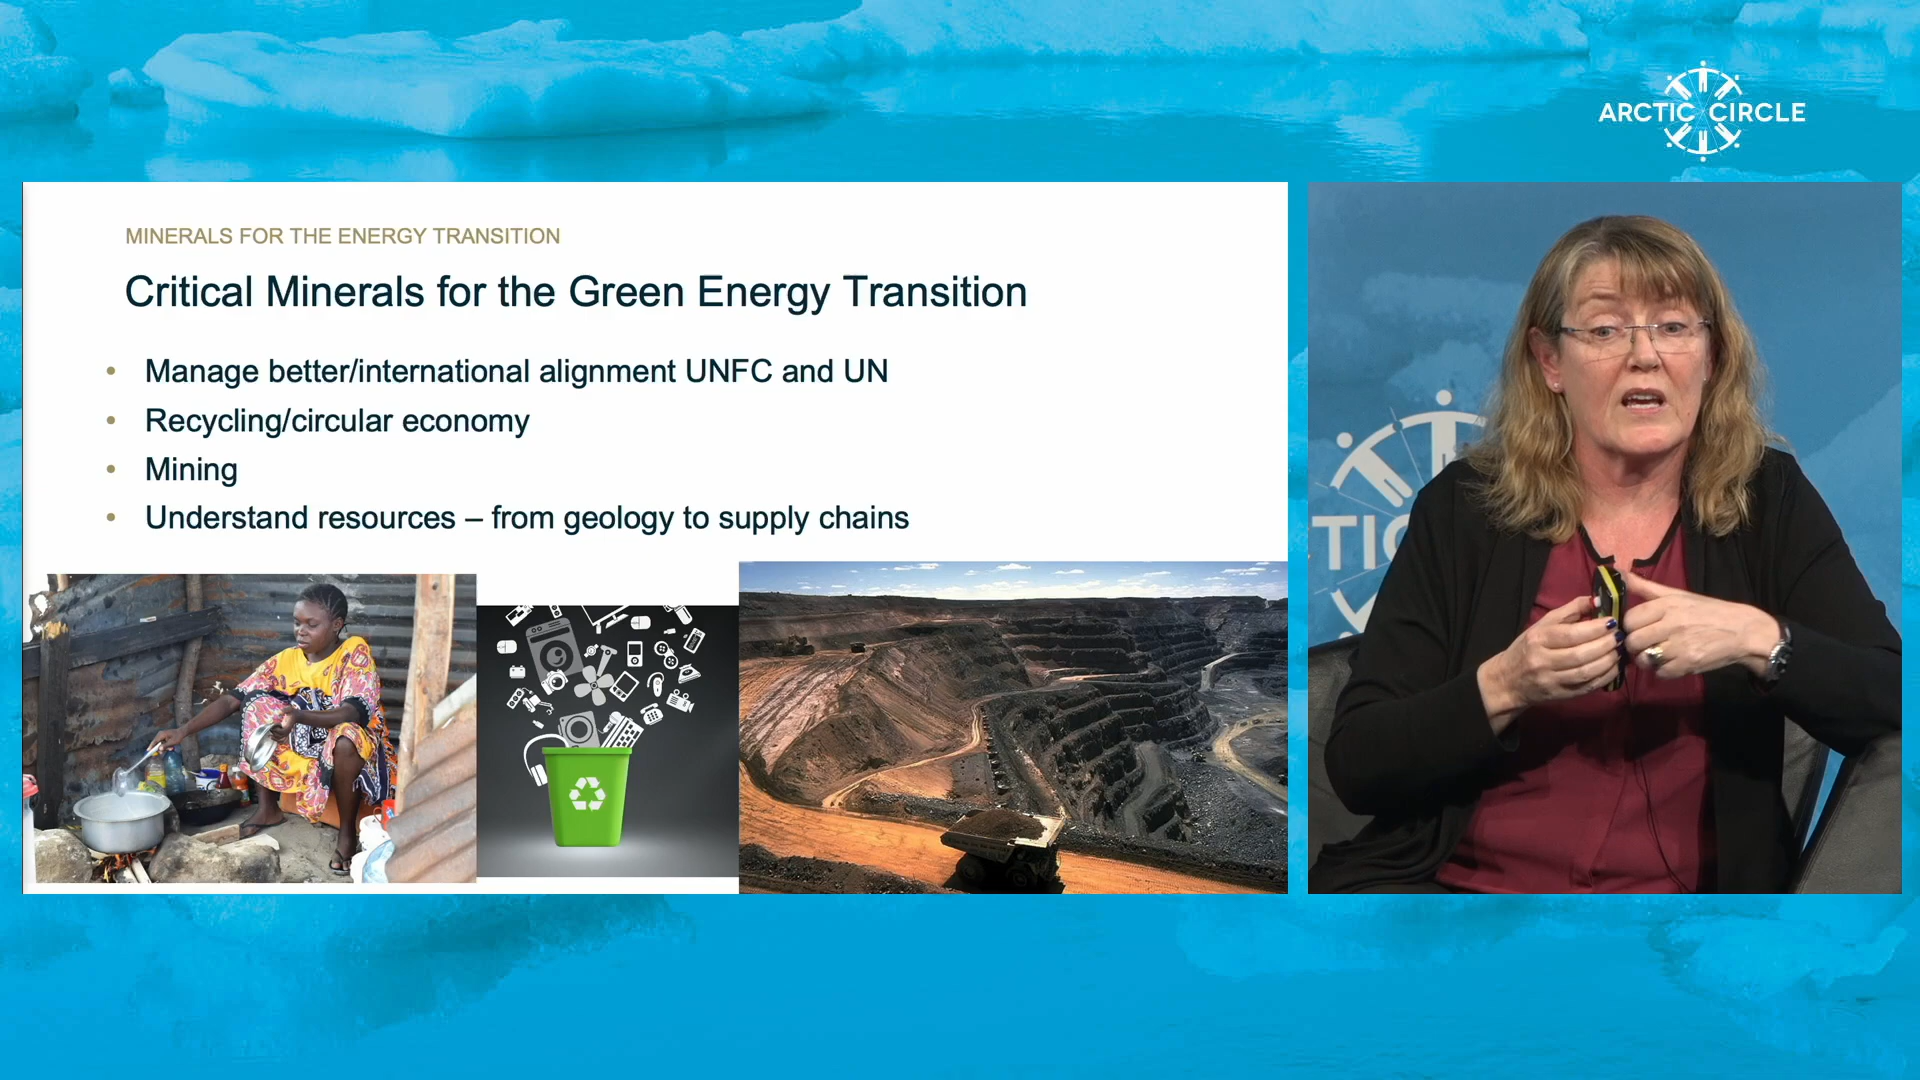 ARCTIC CIRCLE
MINERALS FOR THE ENERGY TRANSITION
Critical Minerals for the Green Energy Transition
• Manage better/international alignment UNFC and UN
• Recycling/circular economy
• Mining
• Understand resources – from geology to supply chains
TIC